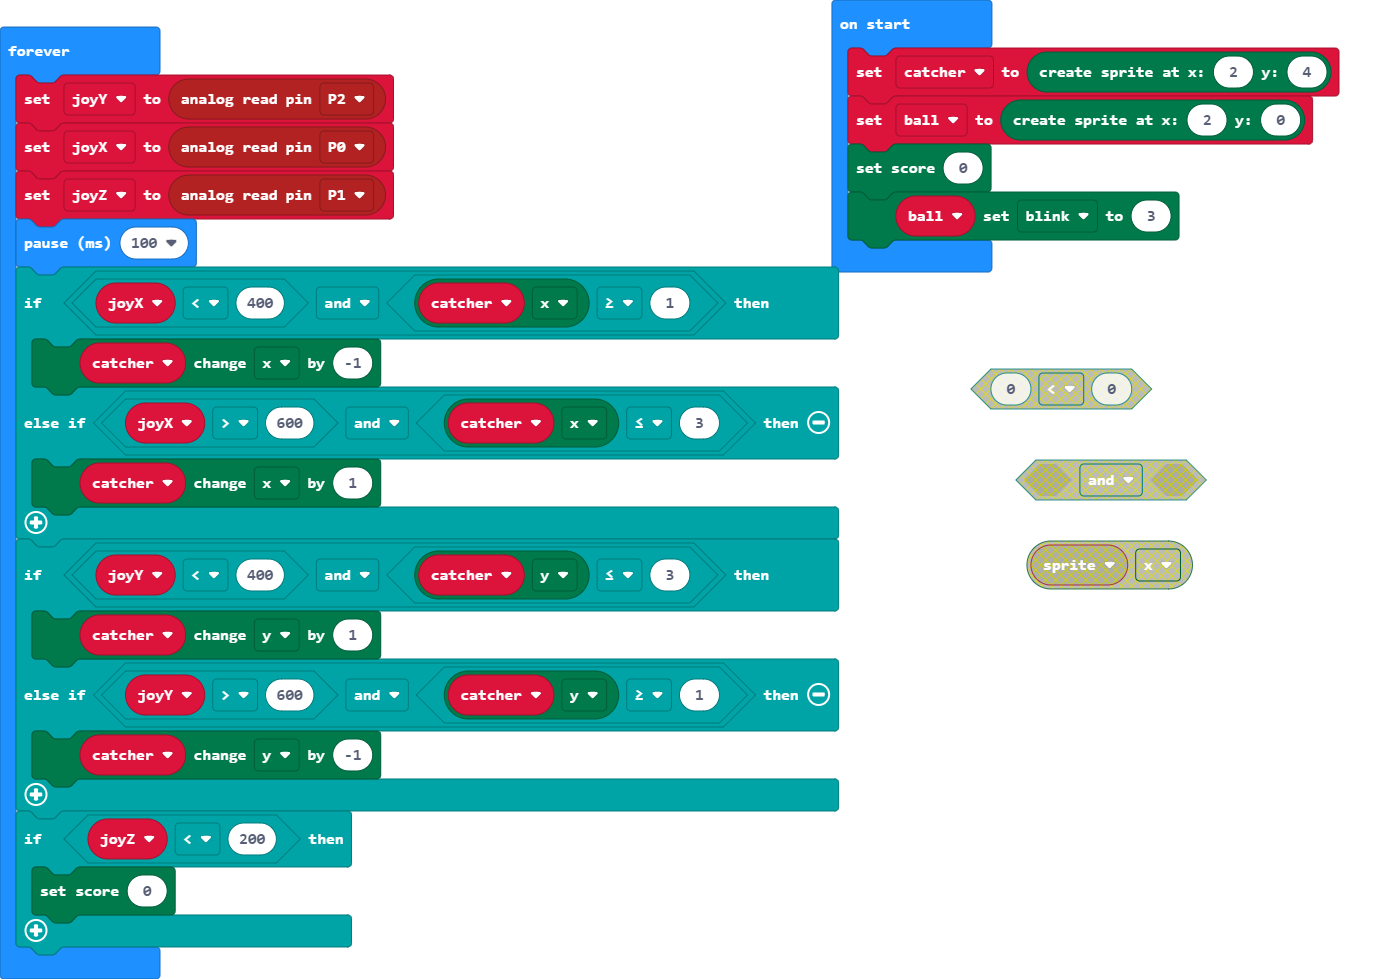 forever
set joyY to analog read pin P2
set joyX to analog read pin P0
set joyZ to analog read pin P1
pause (ms) 100
if joyX < 400 and catcher x ≥ 1 then
catcher change x by -1
else if joyX > 600 and catcher x ≤ 3 then
catcher change x by 1
if joyY < 400 and catcher y ≤ 3 then
catcher change y by 1
else if joyY > 600 and catcher y ≥ 1 then
catcher change y by -1
if joyZ < 200 then
set score 0
on start
set catcher to create sprite at x: 2 y: 4
set ball to create sprite at x: 2 y: 0
set score 0
ball set blink to 3
0 < 0
and
sprite x